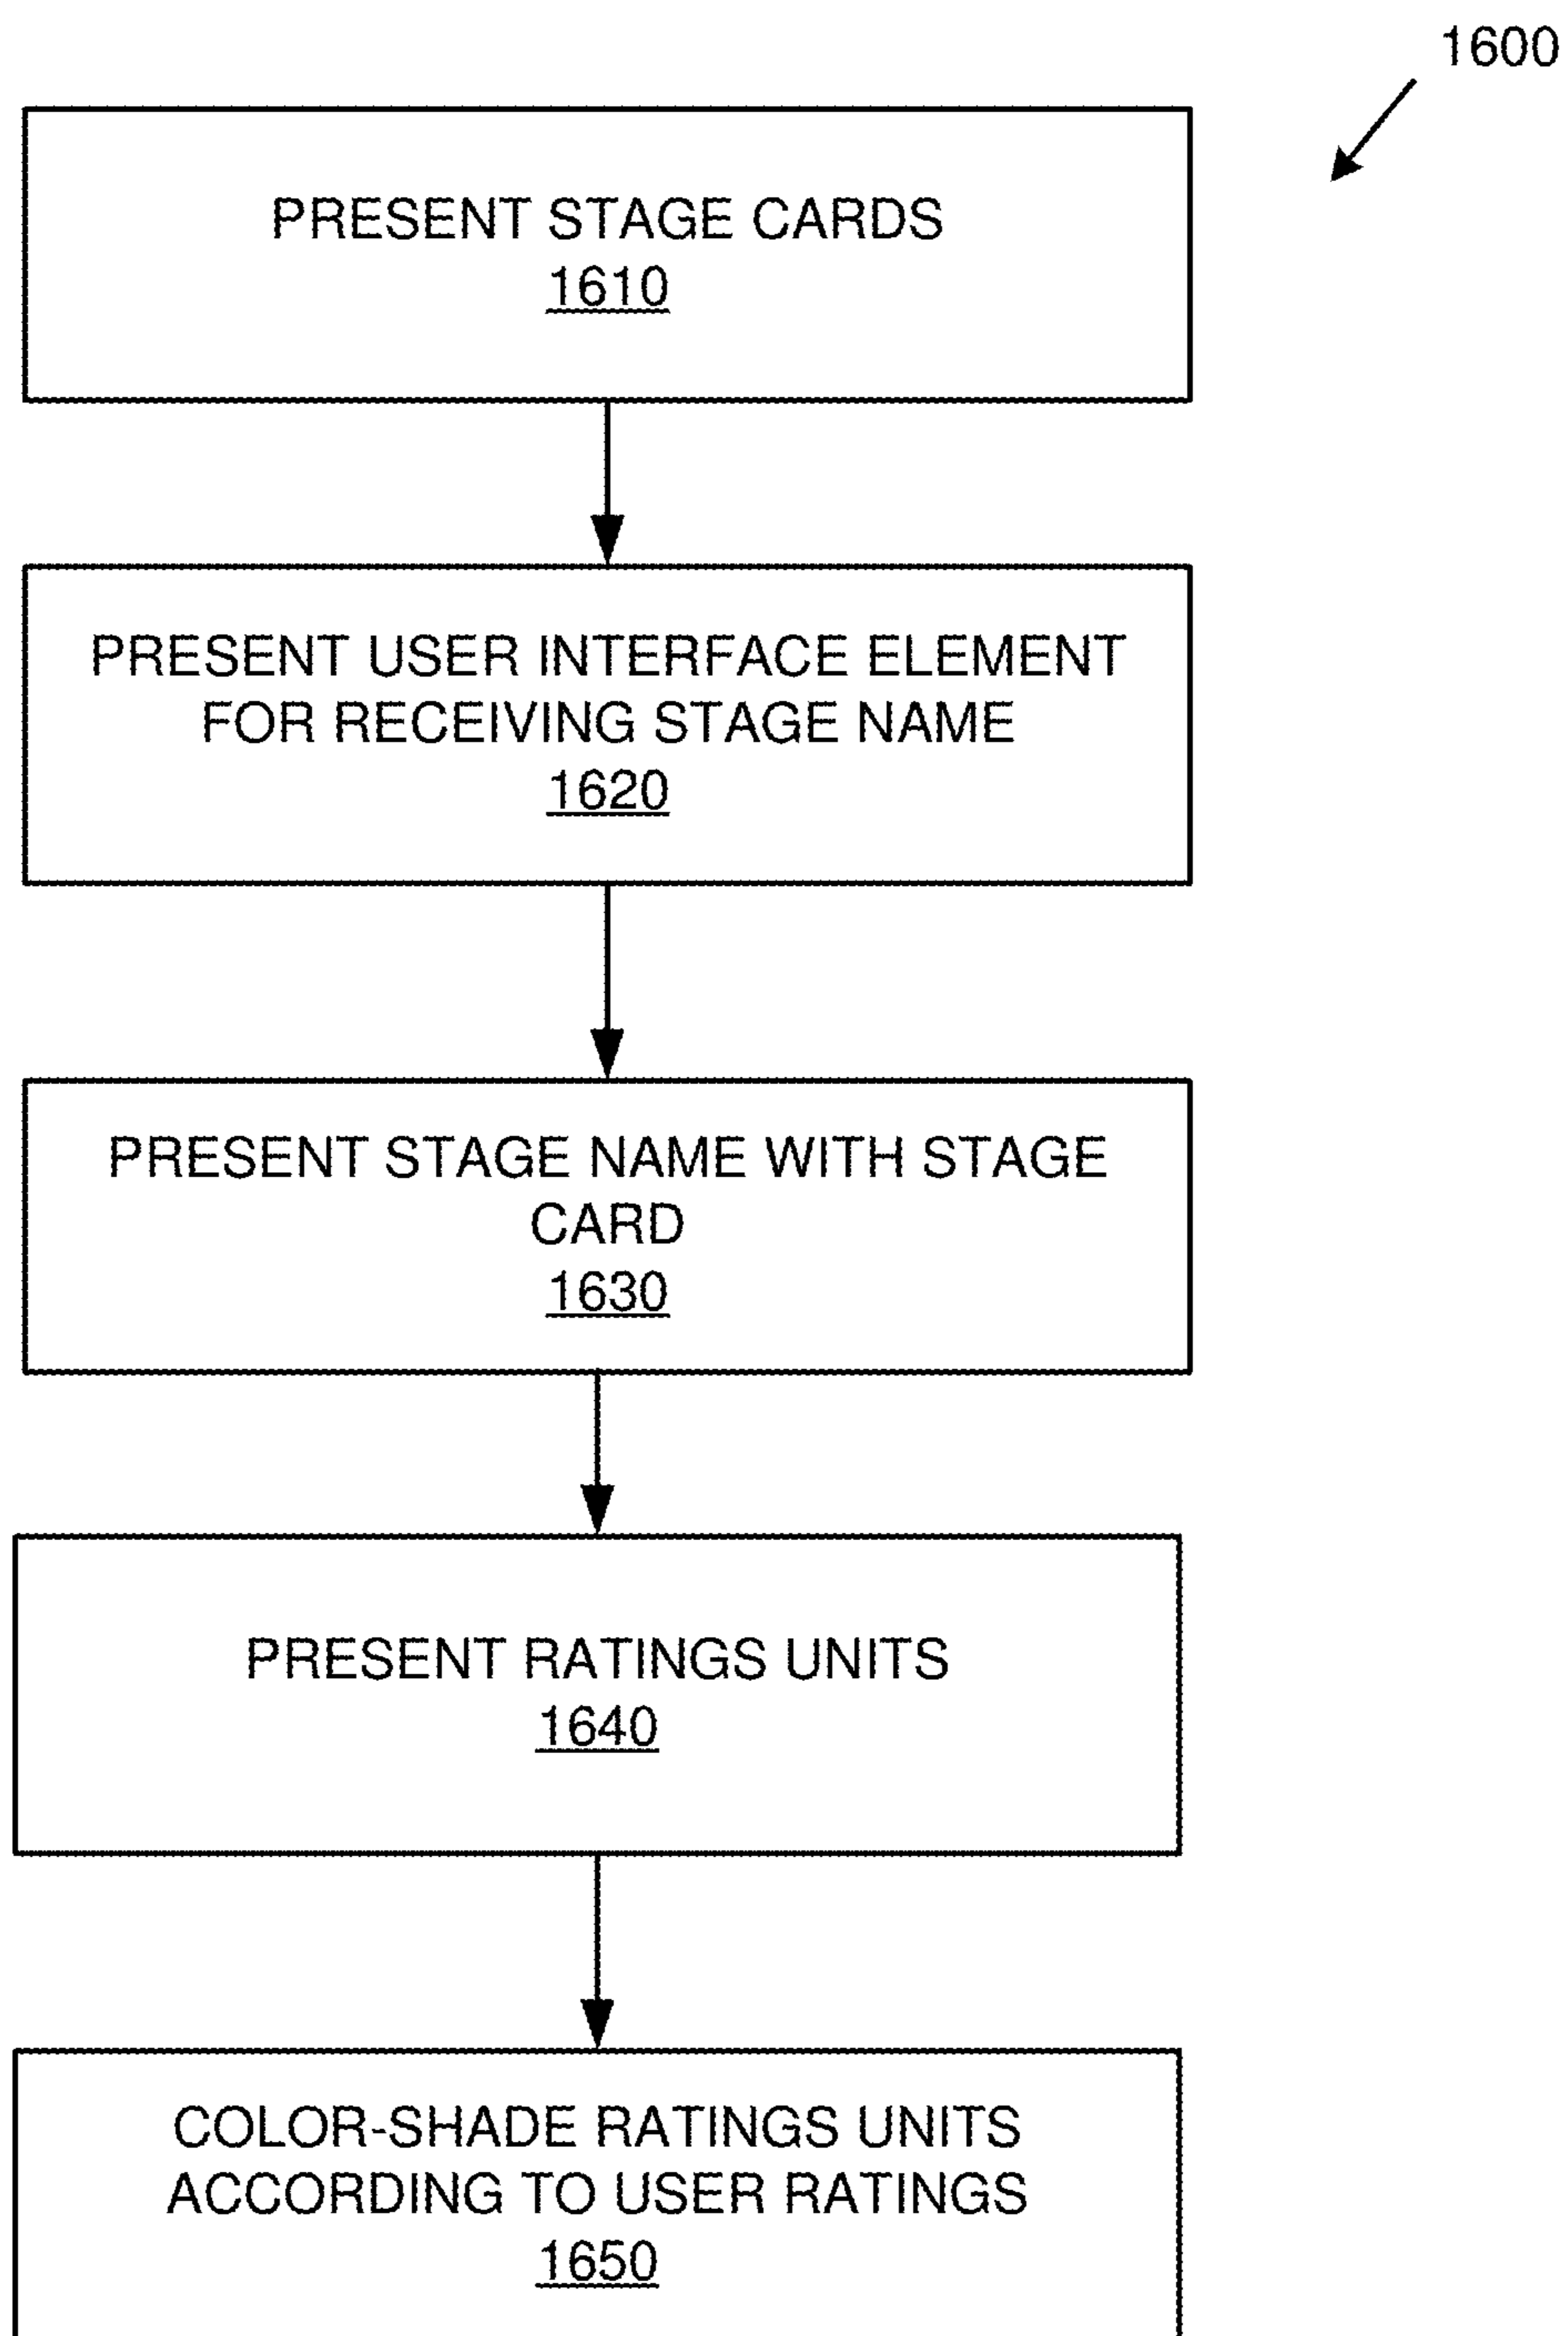 1600
PRESENT STAGE CARDS
1610
PRESENT USER INTERFACE ELEMENT
FOR RECEIVING STAGE NAME
1620
PRESENT STAGE NAME WITH STAGE
CARD
1630
PRESENT RATINGS UNITS
1640
COLOR-SHADE RATINGS UNITS
ACCORDING TO USER RATINGS
1650